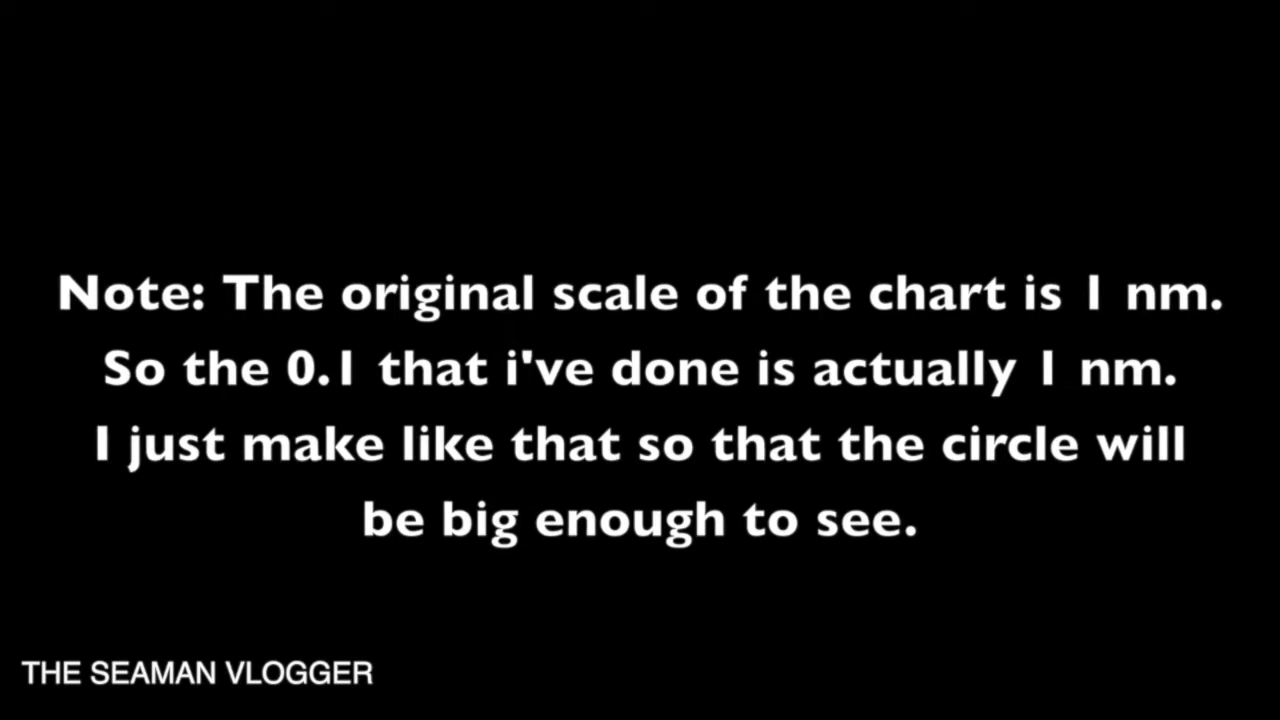 Note: The original scale of the chart is 1 nm.
So the 0.1 that i've done is actually 1 nm.
I just make like that so that the circle will
be big enough to see.
THE SEAMAN VLOGGER